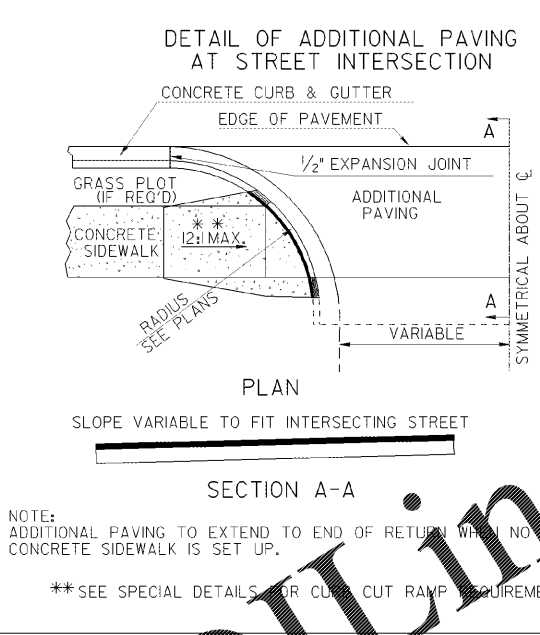 DETAIL OF ADDITIONAL PAVING
AT STREET INTERSECTION
CONCRETE CURB & GUTTER
EDGE OF PAVEMENT
A
1/2" EXPANSION JOINT
GRASS PLOT
(IF REQ'D)
ADDITIONAL
PAVING
CONCRETE
SIDEWALK
**
12:1 MAX.
RADIUS
SEE PLANS
A
VARIABLE
SYMMETRICAL ABOUT ℄
PLAN
SLOPE VARIABLE TO FIT INTERSECTING STREET
SECTION A-A
NOTE:
ADDITIONAL PAVING TO EXTEND TO END OF RETURN WHEN NO
CONCRETE SIDEWALK IS SET UP.
** SEE SPECIAL DETAILS FOR CURB CUT RAMP REQUIREME